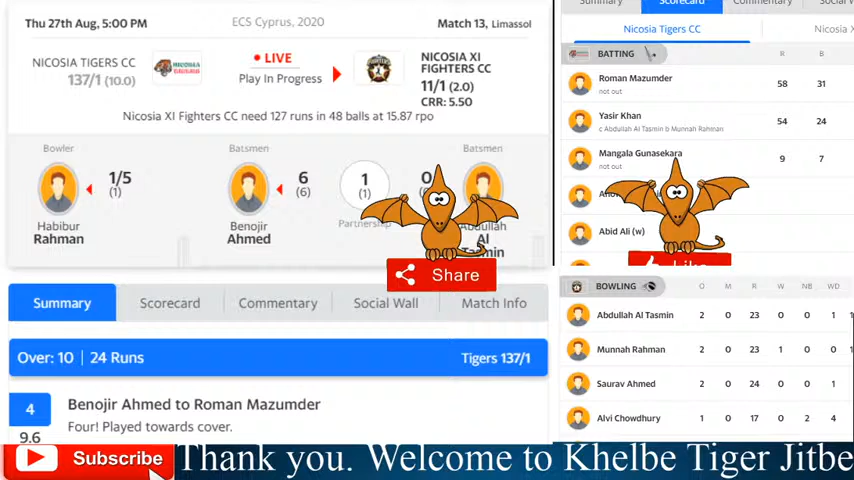 Thu 27th Aug, 5:00 PM
ECS Cyprus, 2020
Match 13, Limassol
NICOSIA TIGERS CC
137/1 (10.0)
LIVE
Play In Progress
NICOSIA XI
FIGHTERS CC
11/1 (2.0)
CRR: 5.50
Nicosia XI Fighters CC need 127 runs in 48 balls at 15.87 rpo
Bowler
Batsmen
Batsmen
1/5
(1)
6
(6)
1
(1)
0
Partnership
Habibur
Rahman
Benojir
Ahmed
Abdullah
Al
Tasmin
Share
Summary
Scorecard
Commentary
Social Wall
Match Info
Over: 10 | 24 Runs
Tigers 137/1
4
9.6
Benojir Ahmed to Roman Mazumder
Four! Played towards cover.
Summary
Scorecard
Commentary
Nicosia Tigers CC
Nicosia X
BATTING
R
B
Roman Mazumder
58
31
not out
Yasir Khan
54
24
c Abdullah Al Tasmin b Munnah Rahman
Mangala Gunasekara
9
7
not out
Abid Ali (w)
Like
BOWLING
O
M
R
W
NB
WD
Abdullah Al Tasmin
2
0
23
0
0
1
Munnah Rahman
2
0
23
1
0
0
Saurav Ahmed
2
0
24
0
0
1
Alvi Chowdhury
1
0
17
0
2
4
Subscribe
Thank you. Welcome to Khelbe Tiger Jitbe